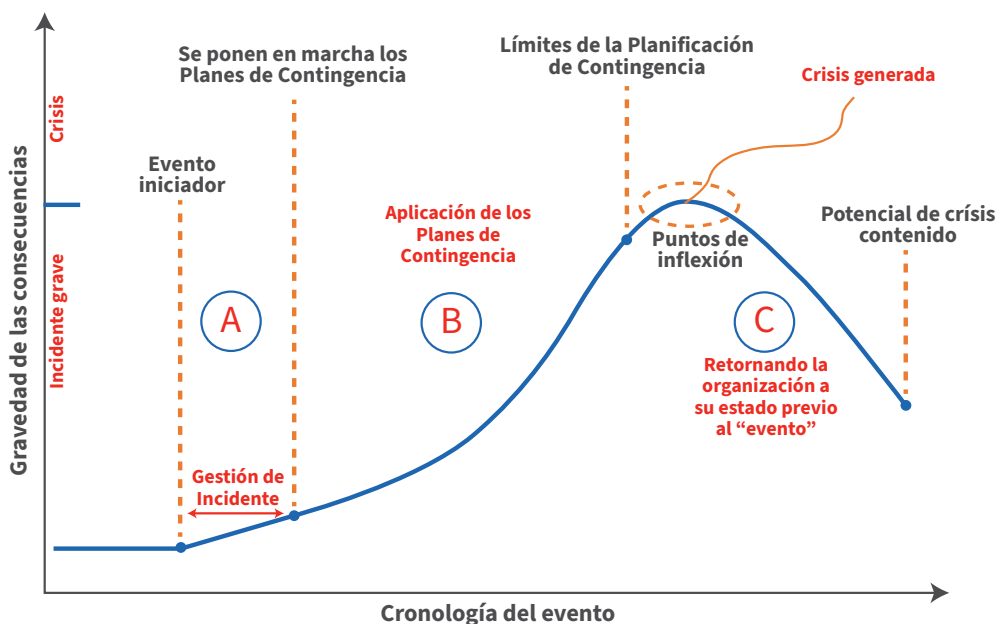 Se ponen en marcha los
Planes de Contingencia
Límites de la Planificación
de Contingencia
Crisis generada
Crisis
Evento
iniciador
Aplicación de los
Planes de
Contingencia
Puntos de
inflexión
Potencial de crísis
contenido
Gravedad de las consecuencias
Incidente grave
A
B
C
Retornando la
organización a
su estado previo
al “evento”
Gestión de
Incidente
Cronología del evento